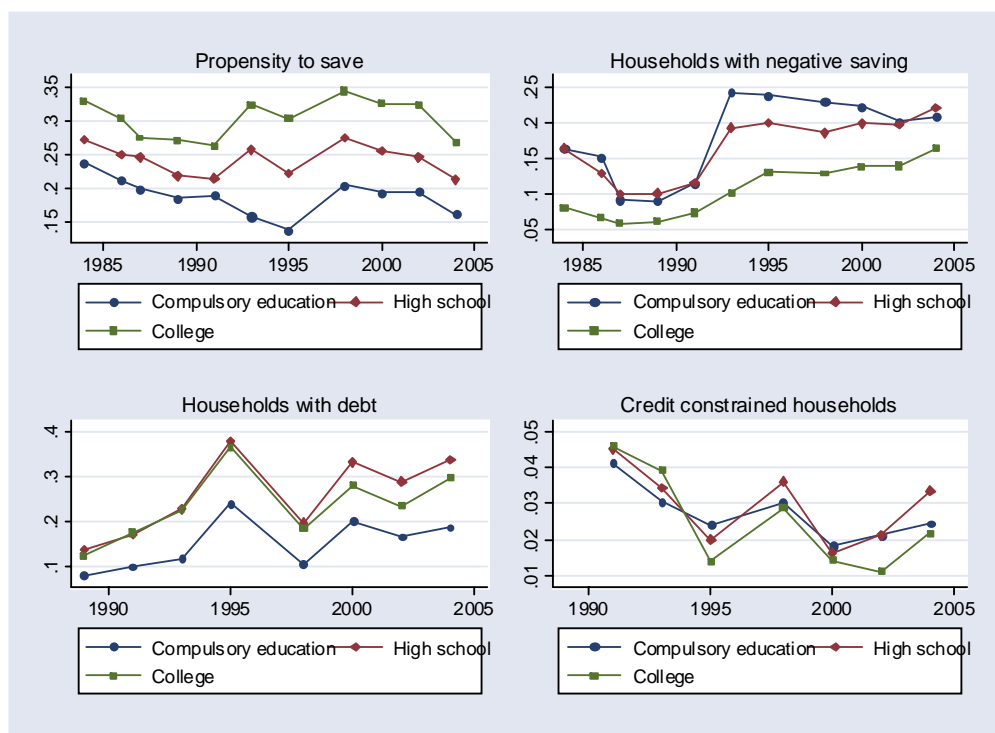 Propensity to save
.35
.3
.25
.2
.15
1985 1990 1995 2000 2005
Compulsory education High school
College
Households with negative saving
.25
.2
.15
.1
.05
1985 1990 1995 2000 2005
Compulsory education High school
College
Households with debt
.4
.3
.2
.1
1990 1995 2000 2005
Compulsory education High school
College
Credit constrained households
.05
.04
.03
.02
.01
1990 1995 2000 2005
Compulsory education High school
College